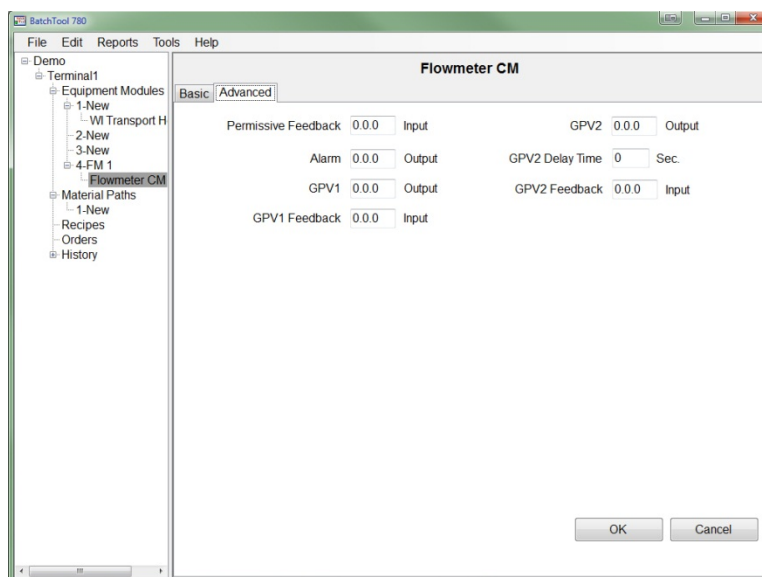 BatchTool 780
File Edit Reports Tools Help
Demo
Terminal1
Equipment Modules
1-New
WI Transport H
2-New
3-New
4-FM 1
Flowmeter CM
Material Paths
1-New
Recipes
Orders
History
Flowmeter CM
Basic Advanced
Permissive Feedback 0.0.0 Input GPV2 0.0.0 Output
Alarm 0.0.0 Output GPV2 Delay Time 0 Sec.
GPV1 0.0.0 Output GPV2 Feedback 0.0.0 Input
GPV1 Feedback 0.0.0 Input
OK Cancel